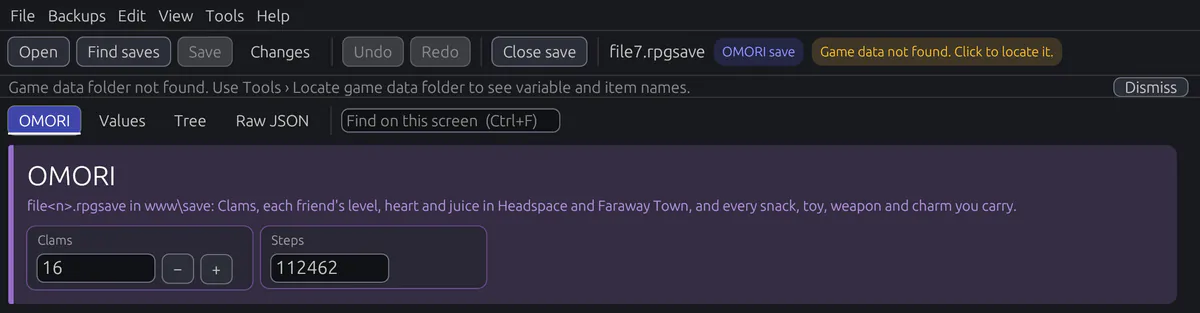 File Backups Edit View Tools Help
Open Find saves Save Changes Undo Redo Close save file7.rpgsave OMORI save Game data not found. Click to locate it.
Game data folder not found. Use Tools › Locate game data folder to see variable and item names. Dismiss
OMORI Values Tree Raw JSON Find on this screen (Ctrl+F)
OMORI
file<n>.rpgsave in www\save: Clams, each friend's level, heart and juice in Headspace and Faraway Town, and every snack, toy, weapon and charm you carry.
Clams Steps
16 − + 112462